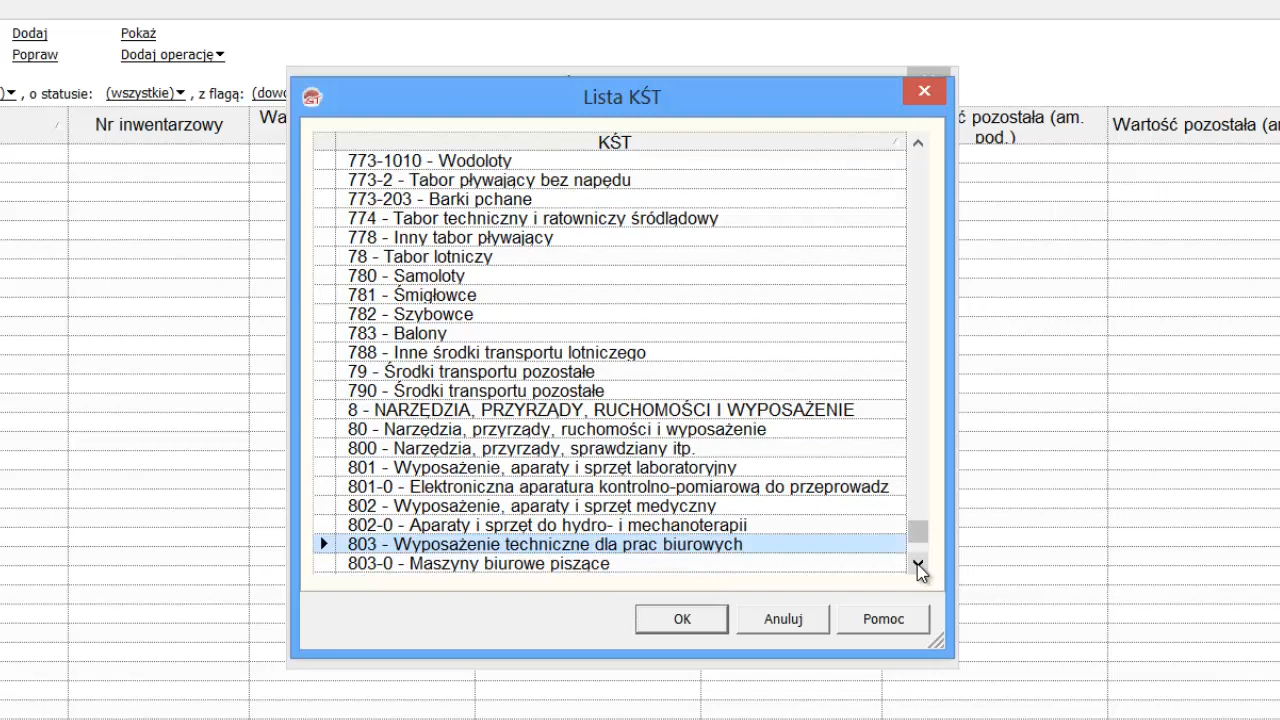 Dodaj
Pokaż
Popraw
Dodaj operację
, o statusie: (wszystkie) , z flagą:
Nr inwentarzowy
pozostała (am. pod.)
Wartość pozostała
Lista KŚT
KŚT
773-1010 - Wodoloty
773-2 - Tabor pływający bez napędu
773-203 - Barki pchane
774 - Tabor techniczny i ratowniczy śródlądowy
778 - Inny tabor pływający
78 - Tabor lotniczy
780 - Samoloty
781 - Śmigłowce
782 - Szybowce
783 - Balony
788 - Inne środki transportu lotniczego
79 - Środki transportu pozostałe
790 - Środki transportu pozostałe
8 - NARZĘDZIA, PRZYRZĄDY, RUCHOMOŚCI I WYPOSAŻENIE
80 - Narzędzia, przyrządy, ruchomości i wyposażenie
800 - Narzędzia, przyrządy, sprawdziany itp.
801 - Wyposażenie, aparaty i sprzęt laboratoryjny
801-0 - Elektroniczna aparatura kontrolno-pomiarową do przeprowadz
802 - Wyposażenie, aparaty i sprzęt medyczny
802-0 - Aparaty i sprzęt do hydro- i mechanoterapii
803 - Wyposażenie techniczne dla prac biurowych
803-0 - Maszyny biurowe piszące
OK
Anuluj
Pomoc